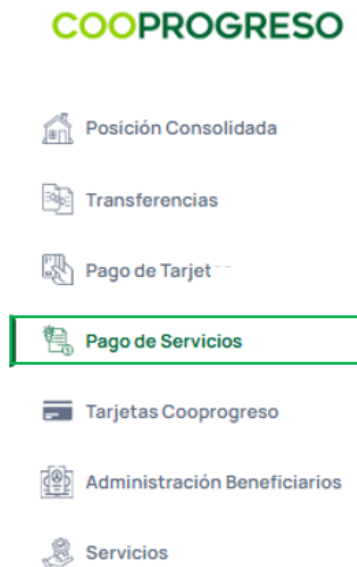 COOPROGRESO
Posición Consolidada
Transferencias
Pago de Tarjet
Pago de Servicios
Tarjetas Cooprogreso
Administración Beneficiarios
Servicios